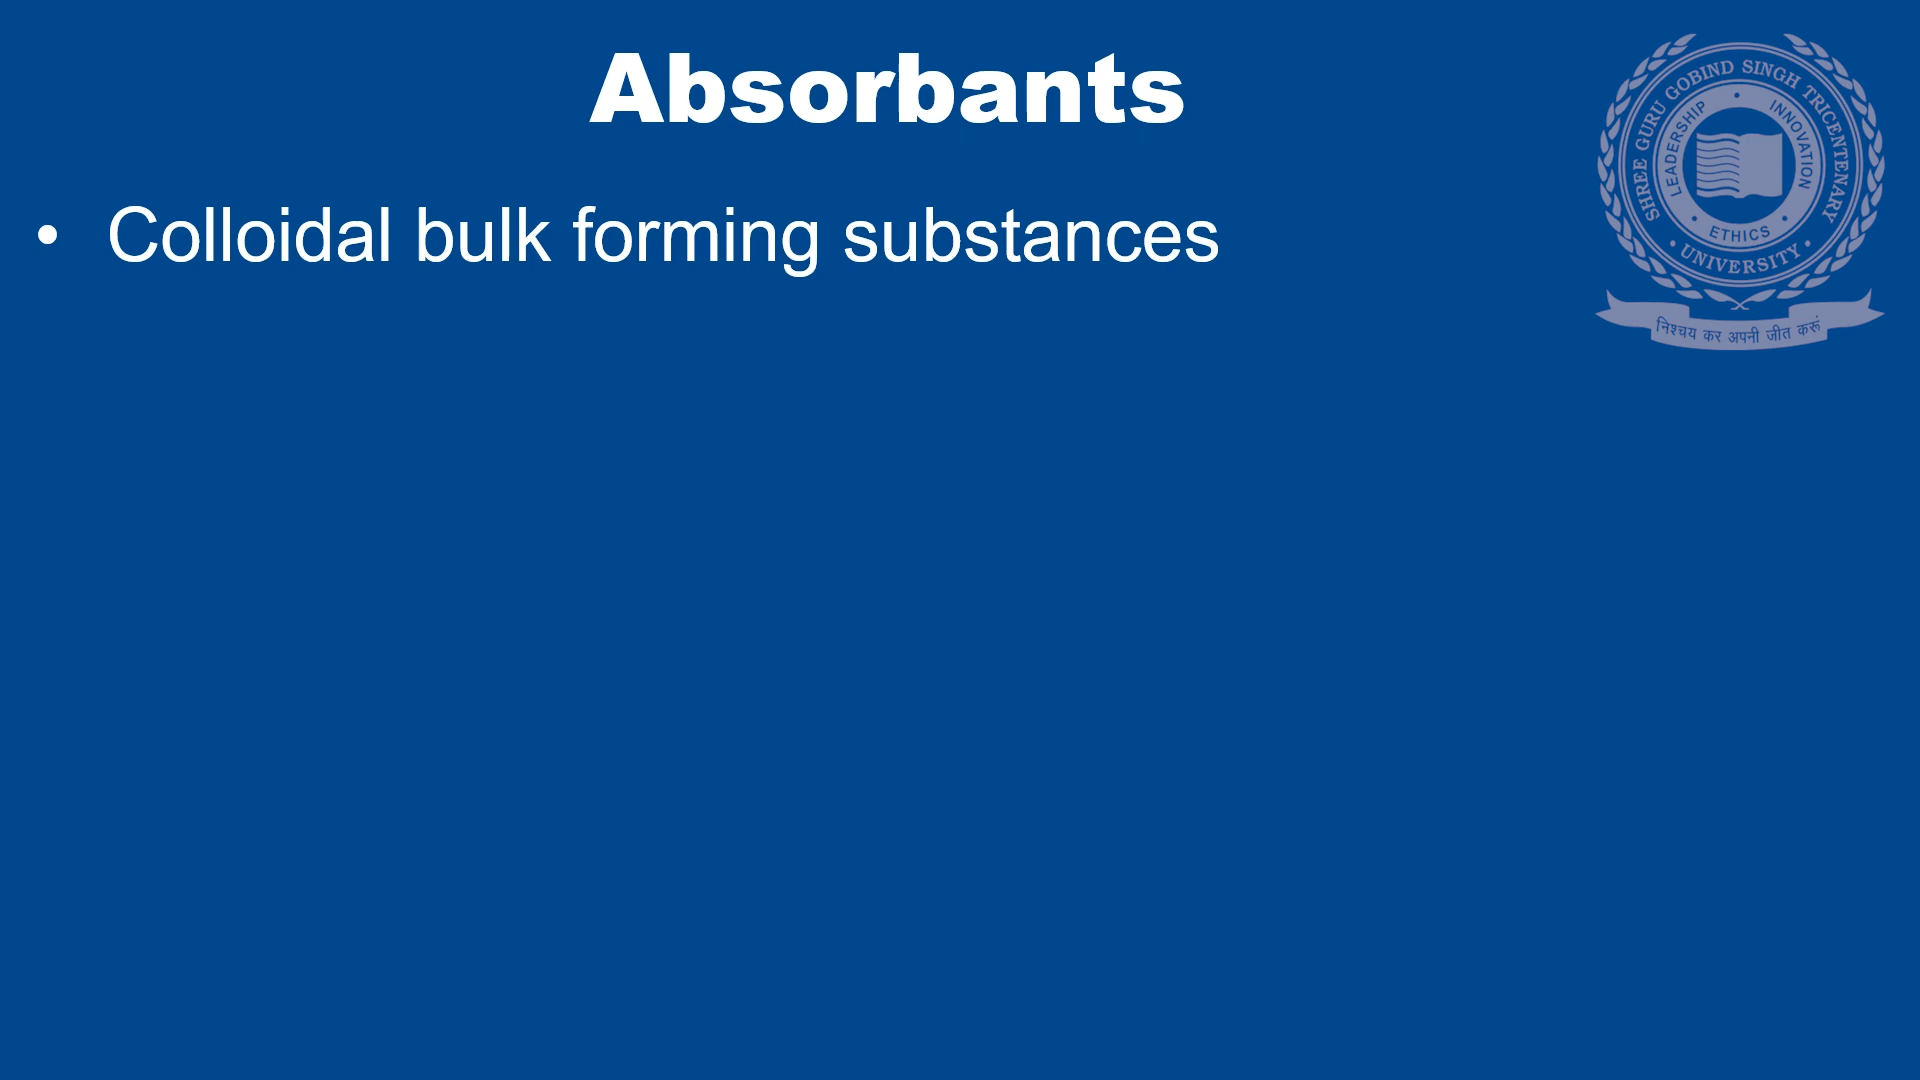 Absorbants
• Colloidal bulk forming substances
SHREE GURU GOBIND SINGH TRICENTENARY
UNIVERSITY
LEADERSHIP
INNOVATION
ETHICS
निश्चय कर अपनी जीत करूं